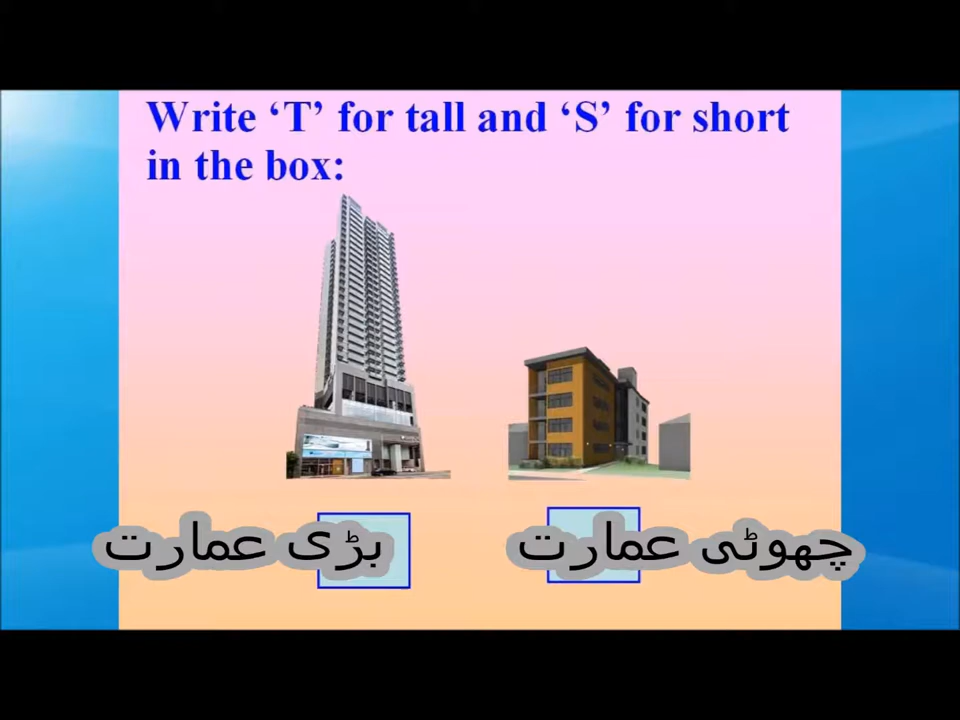 Write ‘T’ for tall and ‘S’ for short
in the box:
بڑی عمارت
چھوٹی عمارت